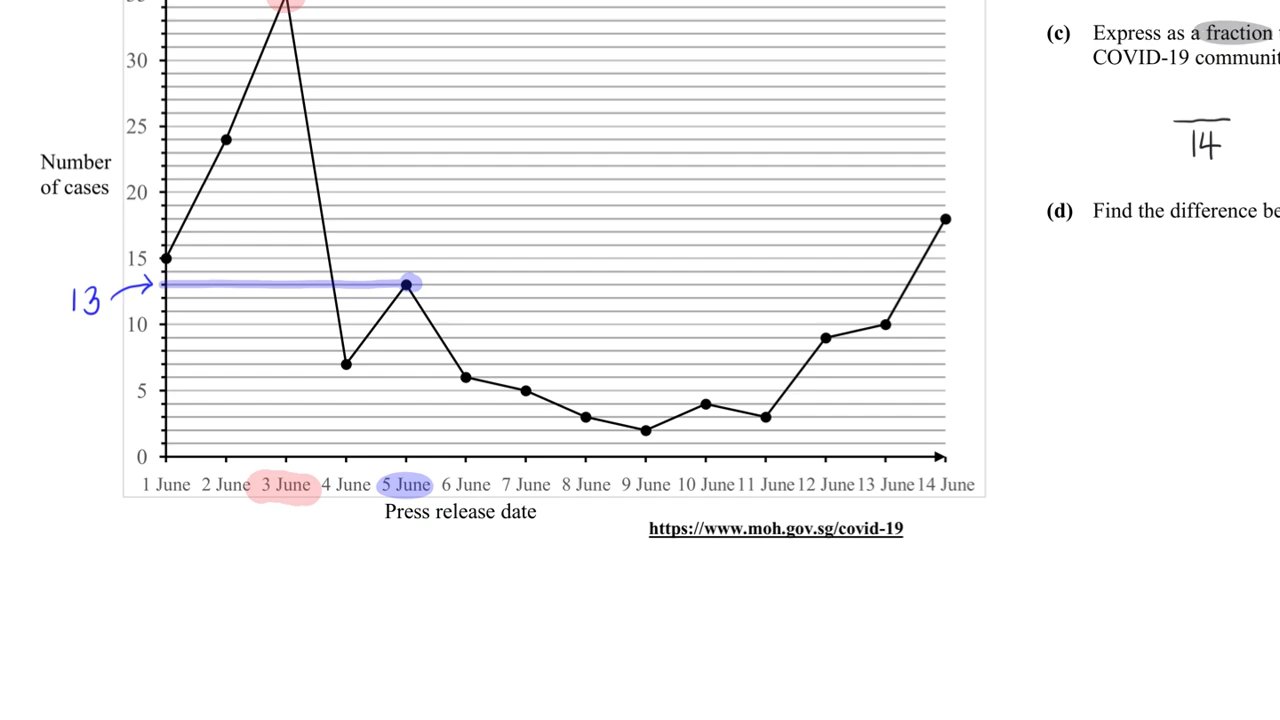 30
25
Number
of cases
20
15
13
10
5
0
1 June 2 June 3 June 4 June 5 June 6 June 7 June 8 June 9 June 10 June 11 June 12 June 13 June 14 June
Press release date
https://www.moh.gov.sg/covid-19
(c) Express as a fraction
COVID-19 communit
14
(d) Find the difference be